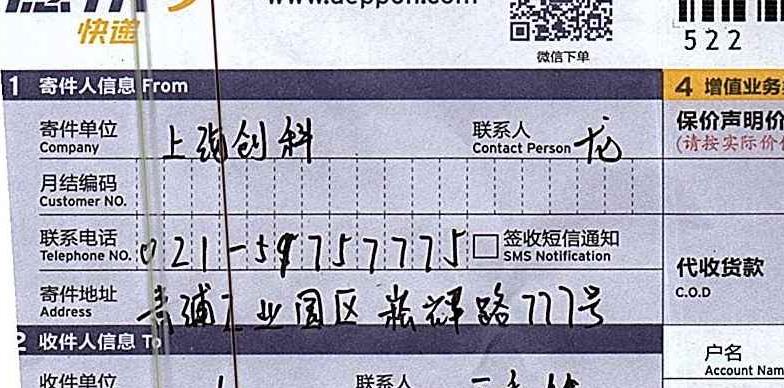 快递
www.deppon.com
微信下单
522
1 寄件人信息 From
4 增值业务
寄件单位 上海创科 联系人
Company Contact Person 龙
保价声明价
(请按实际价
月结编码
Customer NO.
联系电话 021-59757775 签收短信通知
Telephone NO. SMS Notification
代收货款
C.O.D
寄件地址 青浦工业园区崧辉路777号
Address
2 收件人信息 To
户名
Account Nam
收件单位 联系人